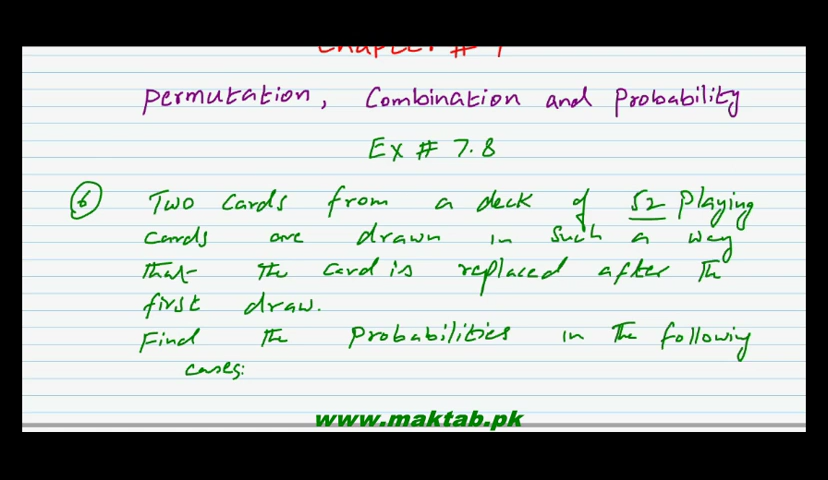 Chapter # 7
Permutation, Combination and Probability
Ex # 7.8
6 Two cards from a deck of 52 Playing
cards are drawn in such a way
that the card is replaced after the
first draw.
Find the Probabilities in the following
cases:
www.maktab.pk